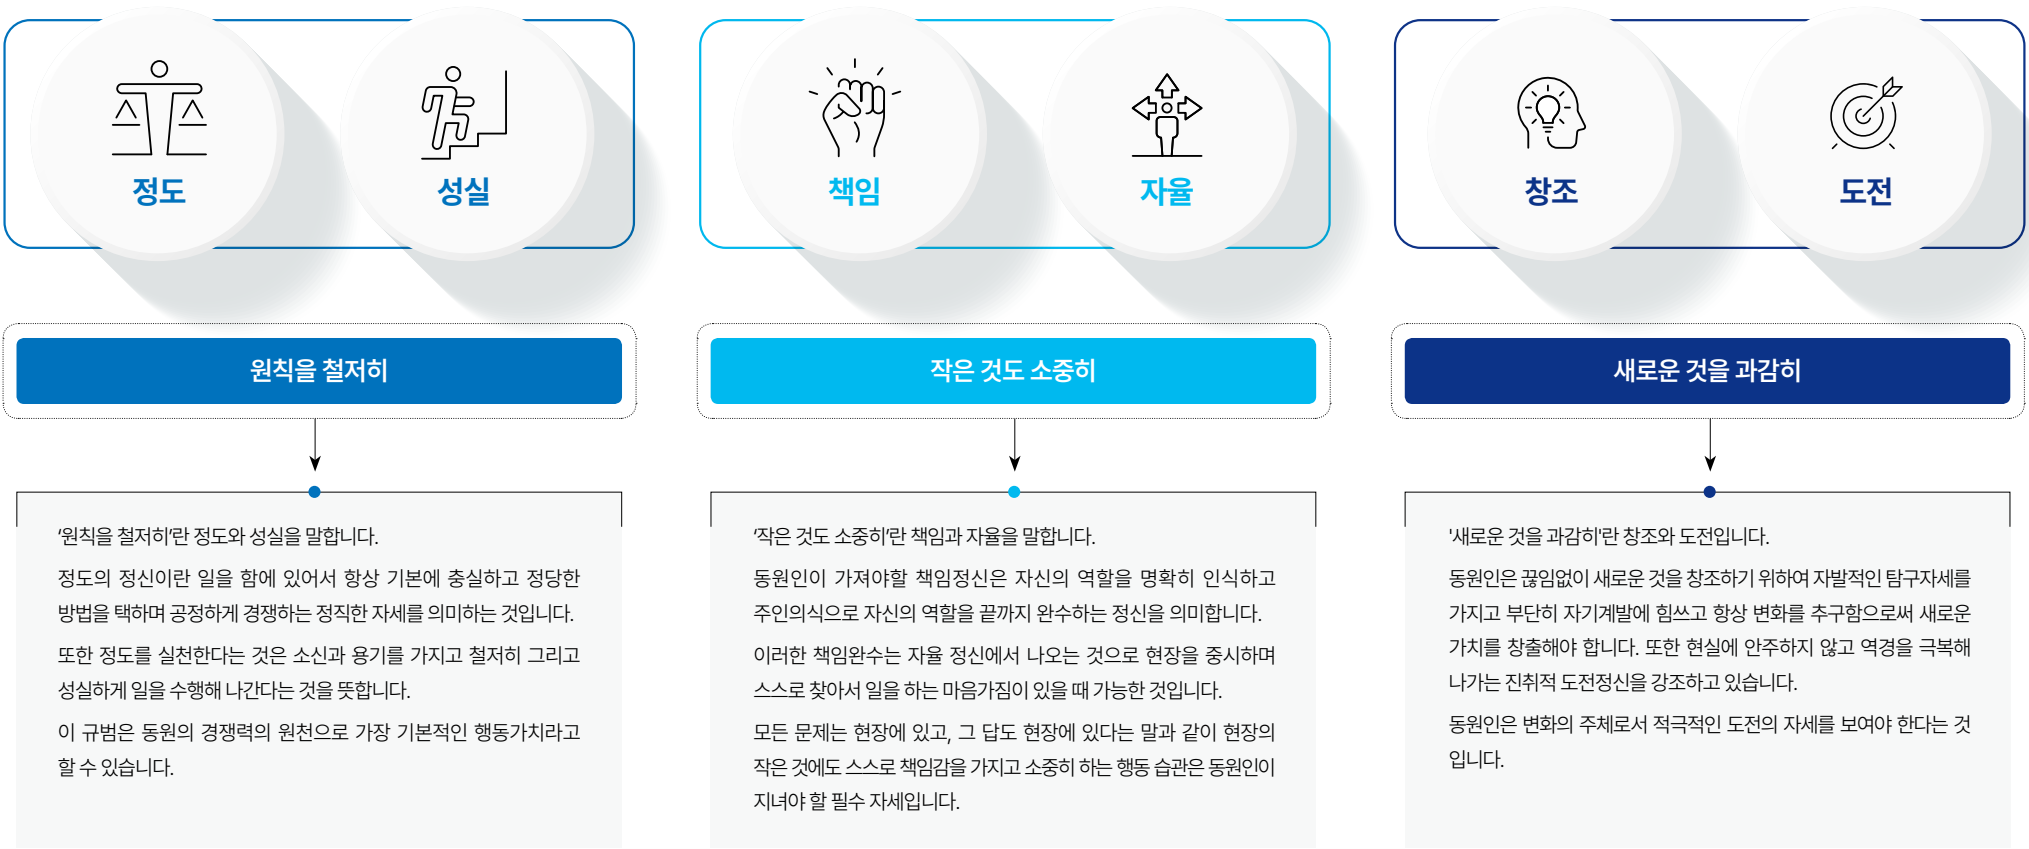 정도
성실
원칙을 철저히
‘원칙을 철저히’란 정도와 성실을 말합니다.
정도의 정신이란 일을 함에 있어서 항상 기본에 충실하고 정당한
방법을 택하며 공정하게 경쟁하는 정직한 자세를 의미하는 것입니다.
또한 정도를 실천한다는 것은 소신과 용기를 가지고 철저히 그리고
성실하게 일을 수행해 나간다는 것을 뜻합니다.
이 규범은 동원의 경쟁력의 원천으로 가장 기본적인 행동가치라고
할 수 있습니다.
책임
자율
작은 것도 소중히
‘작은 것도 소중히’란 책임과 자율을 말합니다.
동원인이 가져야할 책임정신은 자신의 역할을 명확히 인식하고
주인의식으로 자신의 역할을 끝까지 완수하는 정신을 의미합니다.
이러한 책임완수는 자율 정신에서 나오는 것으로 현장을 중시하며
스스로 찾아서 일을 하는 마음가짐이 있을 때 가능한 것입니다.
모든 문제는 현장에 있고, 그 답도 현장에 있다는 말과 같이 현장의
작은 것에도 스스로 책임감을 가지고 소중히 하는 행동 습관은 동원인이
지녀야 할 필수 자세입니다.
창조
도전
새로운 것을 과감히
'새로운 것을 과감히'란 창조와 도전입니다.
동원인은 끊임없이 새로운 것을 창조하기 위하여 자발적인 탐구자세를
가지고 부단히 자기계발에 힘쓰고 항상 변화를 추구함으로써 새로운
가치를 창출해야 합니다. 또한 현실에 안주하지 않고 역경을 극복해
나가는 진취적 도전정신을 강조하고 있습니다.
동원인은 변화의 주체로서 적극적인 도전의 자세를 보여야 한다는 것
입니다.